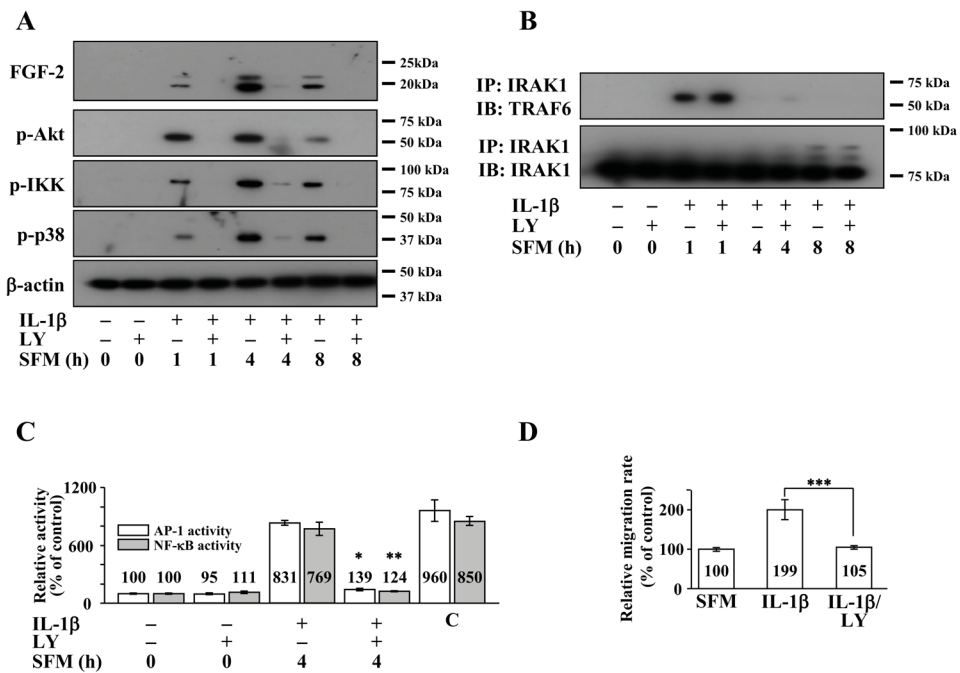 A
FGF-2
25kDa
20kDa
p-Akt
75 kDa
50 kDa
p-IKK
100 kDa
75 kDa
p-p38
50 kDa
37 kDa
β-actin
50 kDa
37 kDa
IL-1β – – + + + + + +
LY – + – + – + – +
SFM (h) 0 0 1 1 4 4 8 8
B
IP: IRAK1
IB: TRAF6
75 kDa
50 kDa
IP: IRAK1
IB: IRAK1
100 kDa
75 kDa
IL-1β – – + + + + + +
LY – + – + – + – +
SFM (h) 0 0 1 1 4 4 8 8
C
Relative activity
(% of control)
1200
800
400
0
AP-1 activity
NF-κB activity
* **
100 100 95 111 831 769 139 124 960 850
IL-1β – – + + C
LY – + – +
SFM (h) 0 0 4 4
D
Relative migration rate
(% of control)
200
100
0
***
100 199 105
SFM IL-1β IL-1β/
LY